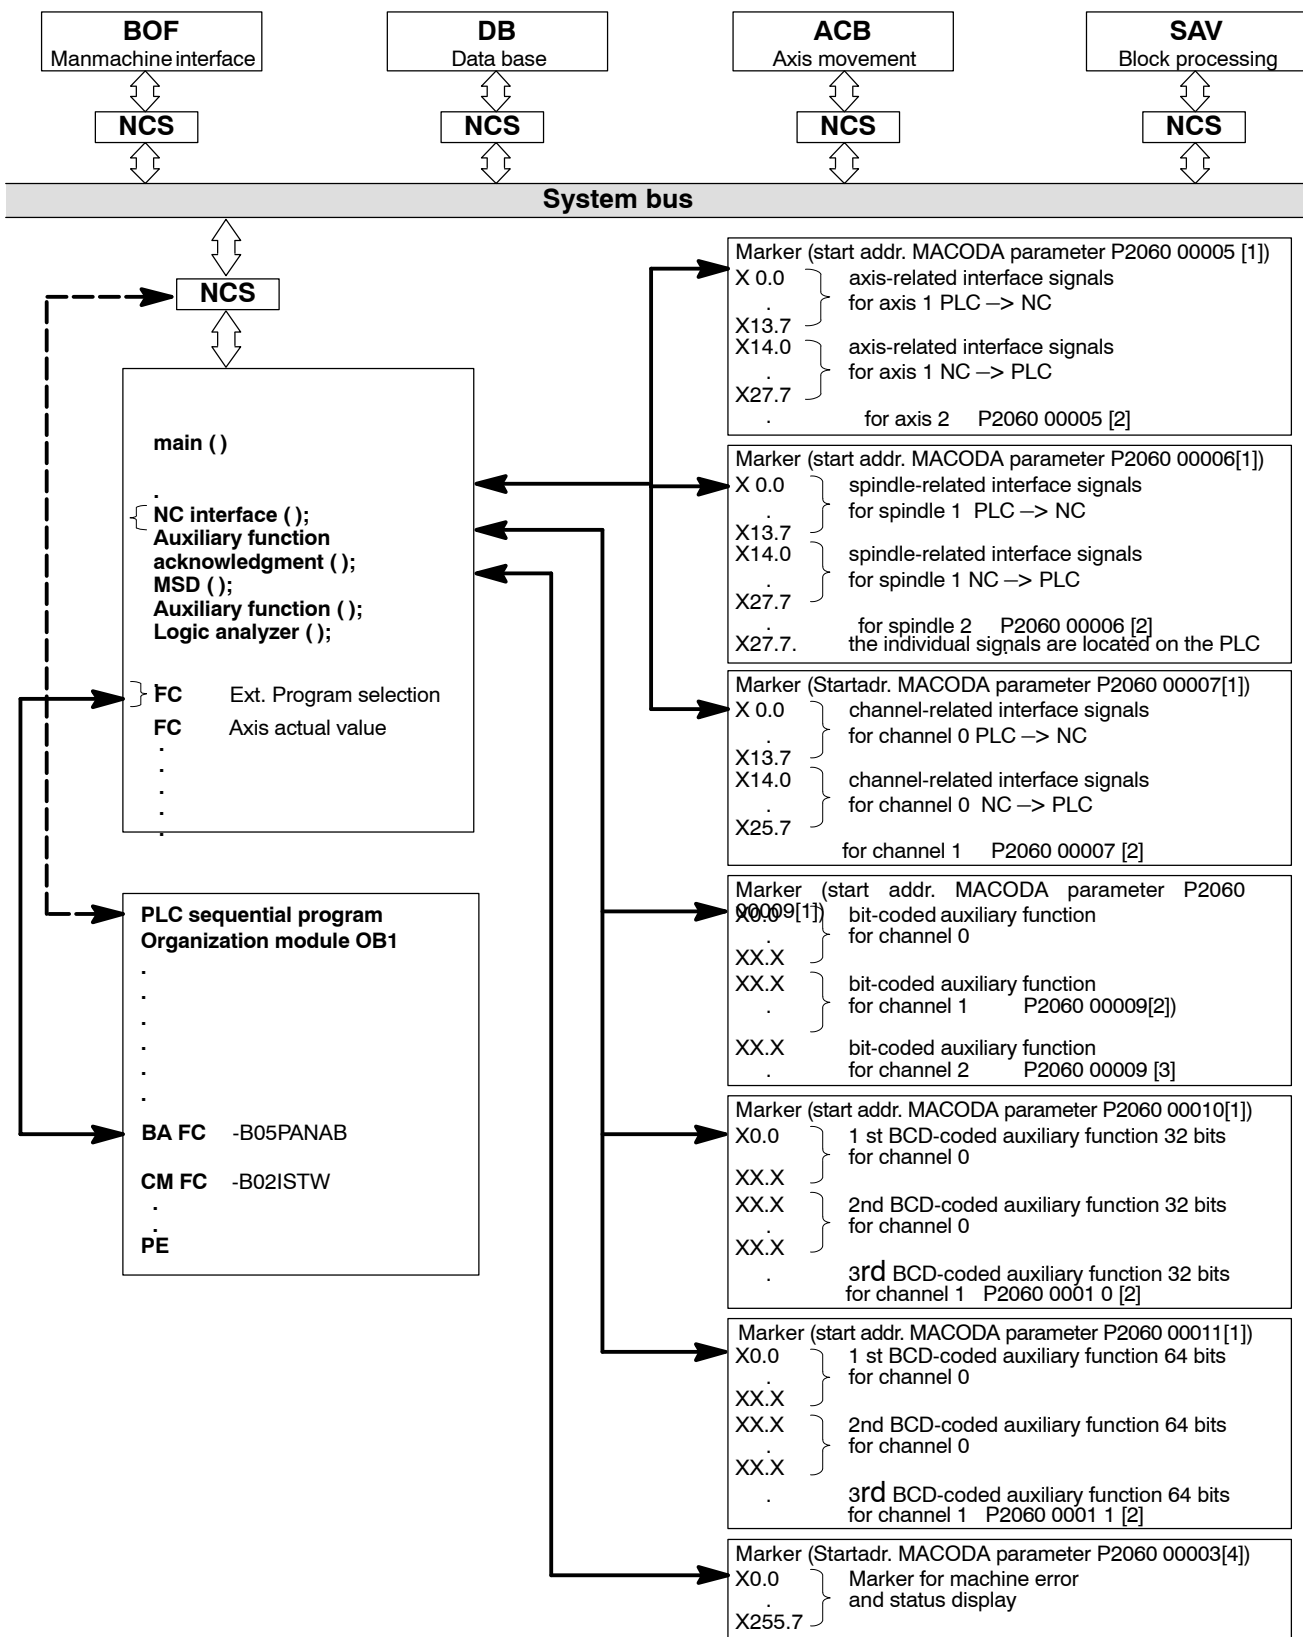 BOF
Manmachine interface
DB
Data base
ACB
Axis movement
SAV
Block processing
NCS
NCS
NCS
NCS
System bus
NCS
main ( )
.
NC interface ( );
Auxiliary function
acknowledgment ( );
MSD ( );
Auxiliary function ( );
Logic analyzer ( );
.
FC Ext. Program selection
FC Axis actual value
.
.
.
.
.
PLC sequential program
Organization module OB1
.
.
.
.
.
.
BA FC -B05PANAB
CM FC -B02ISTW
.
.
PE
Marker (start addr. MACODA parameter P2060 00005 [1])
X 0.0 axis-related interface signals
. for axis 1 PLC —> NC
X13.7
X14.0 axis-related interface signals
. for axis 1 NC —> PLC
X27.7
. for axis 2 P2060 00005 [2]
Marker (start addr. MACODA parameter P2060 00006[1])
X 0.0 spindle-related interface signals
. for spindle 1 PLC —> NC
X13.7
X14.0 spindle-related interface signals
. for spindle 1 NC —> PLC
X27.7
. for spindle 2 P2060 00006 [2]
X27.7. the individual signals are located on the PLC
Marker (Startadr. MACODA parameter P2060 00007[1])
X 0.0 channel-related interface signals
. for channel 0 PLC —> NC
X13.7
X14.0 channel-related interface signals
. for channel 0 NC —> PLC
X25.7
for channel 1 P2060 00007 [2]
Marker (start addr. MACODA parameter P2060
00009[1])
X0.0 bit-coded auxiliary function
. for channel 0
XX.X
XX.X bit-coded auxiliary function
. for channel 1 P2060 00009[2])
XX.X bit-coded auxiliary function
. for channel 2 P2060 00009 [3]
Marker (start addr. MACODA parameter P2060 00010[1])
X0.0 1 st BCD-coded auxiliary function 32 bits
. for channel 0
XX.X
XX.X 2nd BCD-coded auxiliary function 32 bits
. for channel 0
XX.X
. 3rd BCD-coded auxiliary function 32 bits
for channel 1 P2060 0001 0 [2]
Marker (start addr. MACODA parameter P2060 00011[1])
X0.0 1 st BCD-coded auxiliary function 64 bits
. for channel 0
XX.X
XX.X 2nd BCD-coded auxiliary function 64 bits
. for channel 0
XX.X
. 3rd BCD-coded auxiliary function 64 bits
for channel 1 P2060 0001 1 [2]
Marker (Startadr. MACODA parameter P2060 00003[4])
X0.0 Marker for machine error
. and status display
X255.7